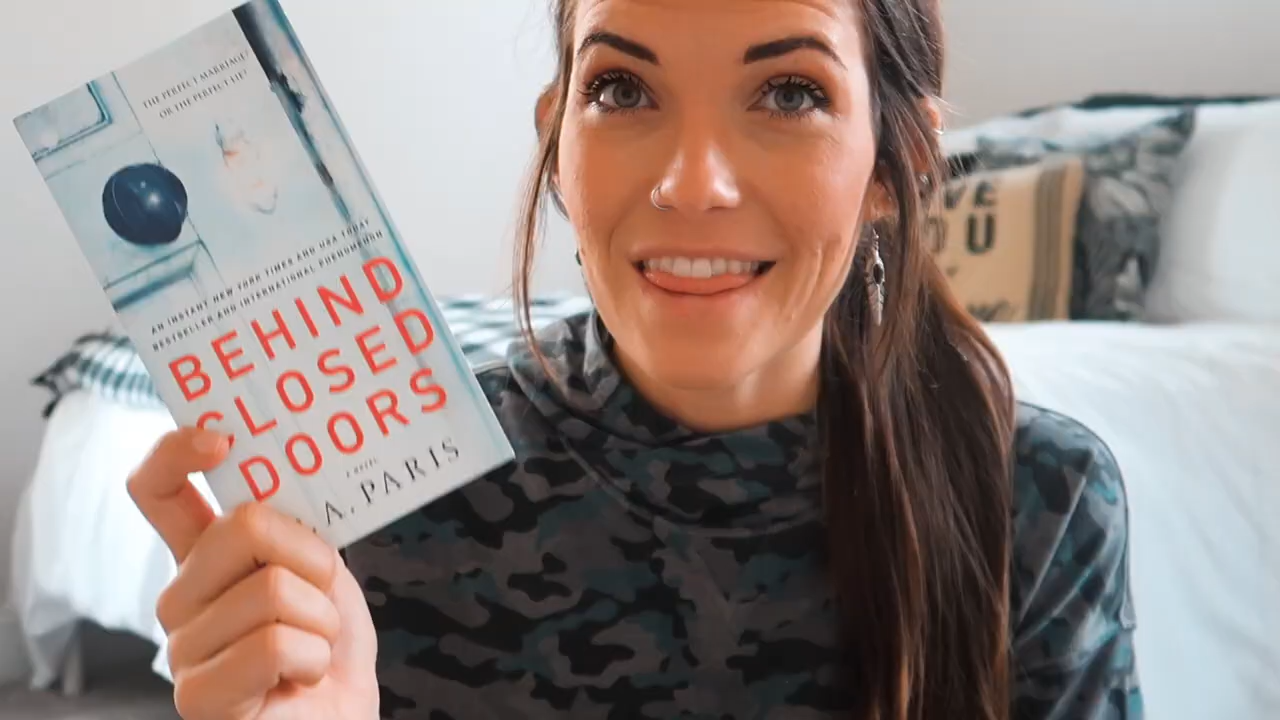 THE PERFECT MARRIAGE?
OR THE PERFECT LIE?
AN INSTANT NEW YORK TIMES AND USA TODAY
BESTSELLER AND INTERNATIONAL PHENOMENON
BEHIND
CLOSED
DOORS
A NOVEL
. A. PARIS
VE
U